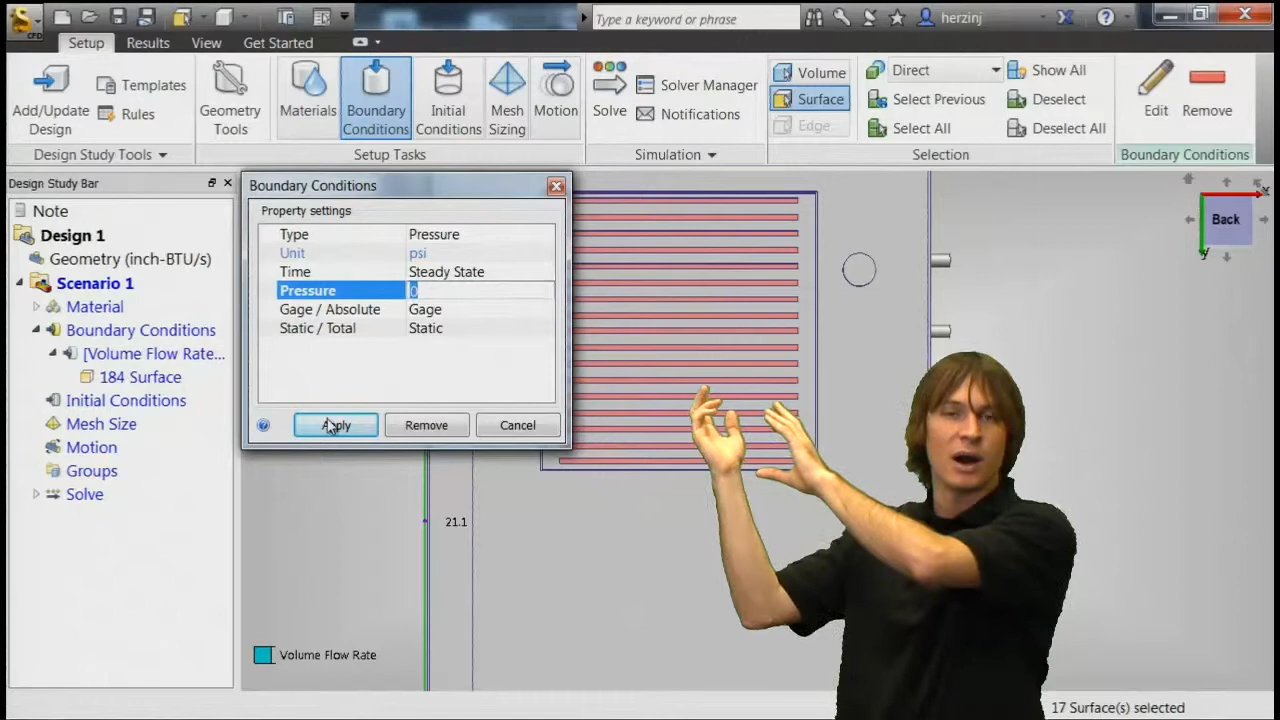 CFD
Type a keyword or phrase
herzinj
Setup
Results
View
Get Started
Add/Update
Design
Templates
Rules
Geometry
Tools
Materials
Boundary
Conditions
Initial
Conditions
Mesh
Sizing
Motion
Solve
Solver Manager
Notifications
Volume
Surface
Edge
Direct
Select Previous
Select All
Show All
Deselect
Deselect All
Edit
Remove
Design Study Tools
Setup Tasks
Simulation
Selection
Boundary Conditions
Design Study Bar
Note
Design 1
Geometry (inch-BTU/s)
Scenario 1
Material
Boundary Conditions
[Volume Flow Rate...
184 Surface
Initial Conditions
Mesh Size
Motion
Groups
Solve
Boundary Conditions
Property settings
Type Pressure
Unit psi
Time Steady State
Pressure 0
Gage / Absolute Gage
Static / Total Static
Apply
Remove
Cancel
x
Back
y
21.1
Volume Flow Rate
17 Surface(s) selected